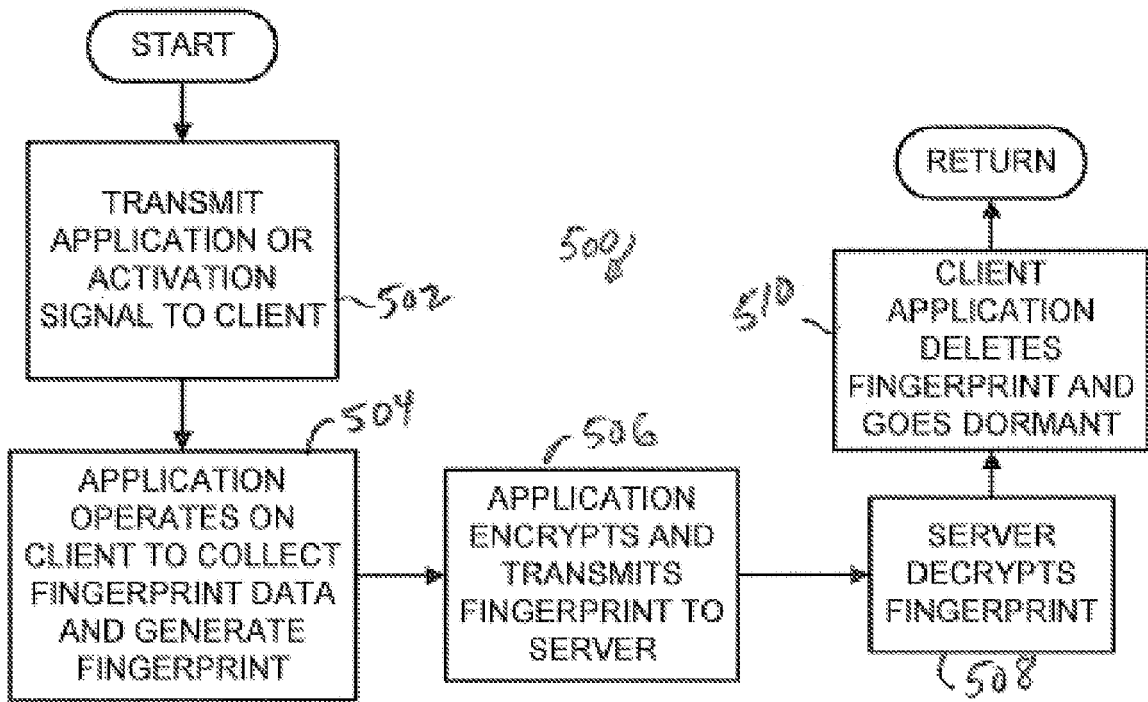 START
TRANSMIT
APPLICATION OR
ACTIVATION
SIGNAL TO CLIENT
502
504
APPLICATION
OPERATES ON
CLIENT TO COLLECT
FINGERPRINT DATA
AND GENERATE
FINGERPRINT
500
506
APPLICATION
ENCRYPTS AND
TRANSMITS
FINGERPRINT TO
SERVER
SERVER
DECRYPTS
FINGERPRINT
508
510
CLIENT
APPLICATION
DELETES
FINGERPRINT AND
GOES DORMANT
RETURN